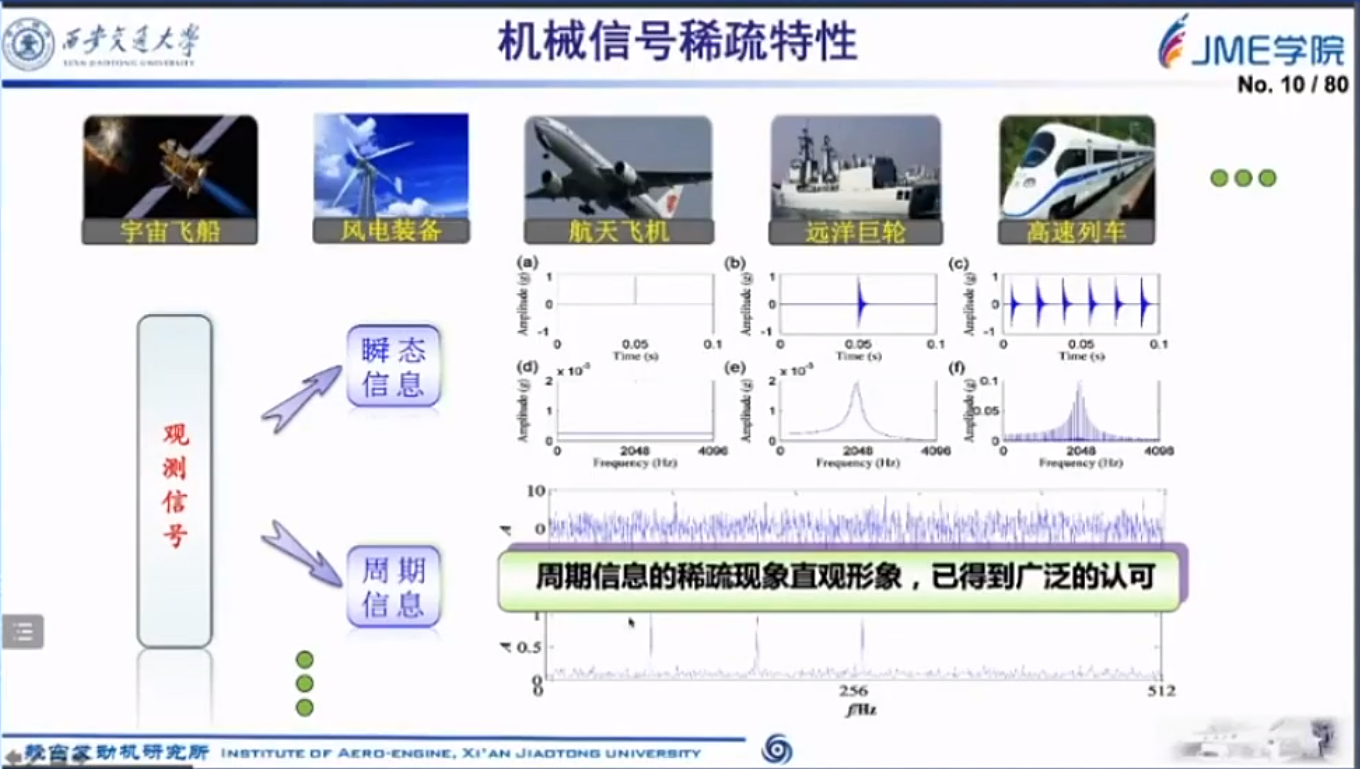 西安交通大学
XI'AN JIAOTONG UNIVERSITY
机械信号稀疏特性
JME学院
No. 10 / 80
宇宙飞船
风电装备
航天飞机
远洋巨轮
高速列车
观测信号
瞬态
信息
周期
信息
(a)
Amplitude (g)
1
0
-1
0 0.05 0.1
Time (s)
(b)
Amplitude (g)
1
0
-1
0 0.05 0.1
Time (s)
(c)
Amplitude (g)
1
0
-1
0 0.05 0.1
Time (s)
(d)
Amplitude (g)
2
1
0
0 2048 4096
Frequency (Hz)
(e)
Amplitude (g)
2
1
0
0 2048 4096
Frequency (Hz)
(f)
Amplitude (g)
0.1
0.05
0
0 2048 4096
Frequency (Hz)
10
0
A
周期信息的稀疏现象直观形象，已得到广泛的认可
1
0.5
0
A
0 256 512
f/Hz
航空发动机研究所 INSTITUTE OF AERO-ENGINE, XI'AN JIAOTONG UNIVERSITY